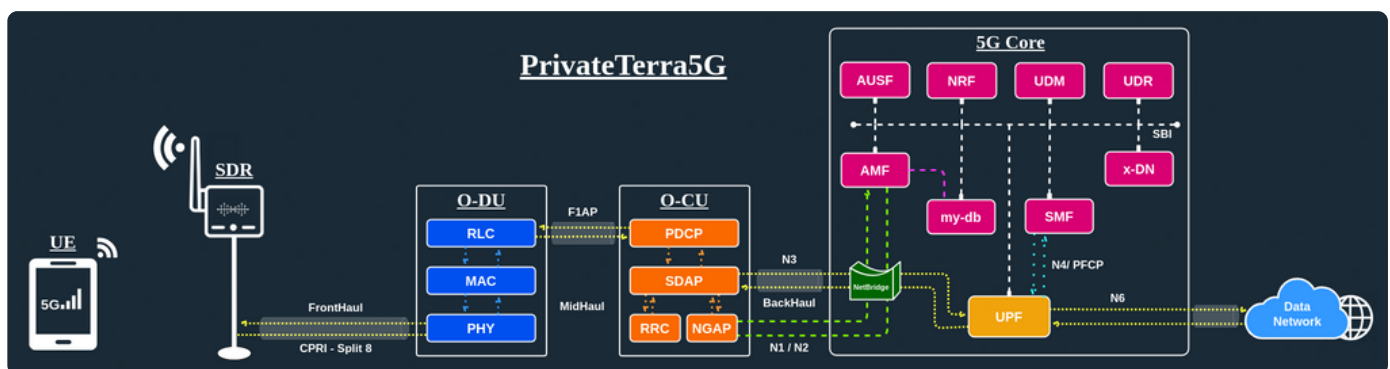 PrivateTerra5G
5G Core
AUSF
NRF
UDM
UDR
SBI
AMF
x-DN
my-db
SMF
SDR
O-DU
O-CU
F1AP
RLC
PDCP
UE
N3
N4/ PFCP
MAC
SDAP
NetBridge
5G
FrontHaul
MidHaul
BackHaul
N6
PHY
RRC
NGAP
UPF
Data
Network
CPRI - Split 8
N1 / N2